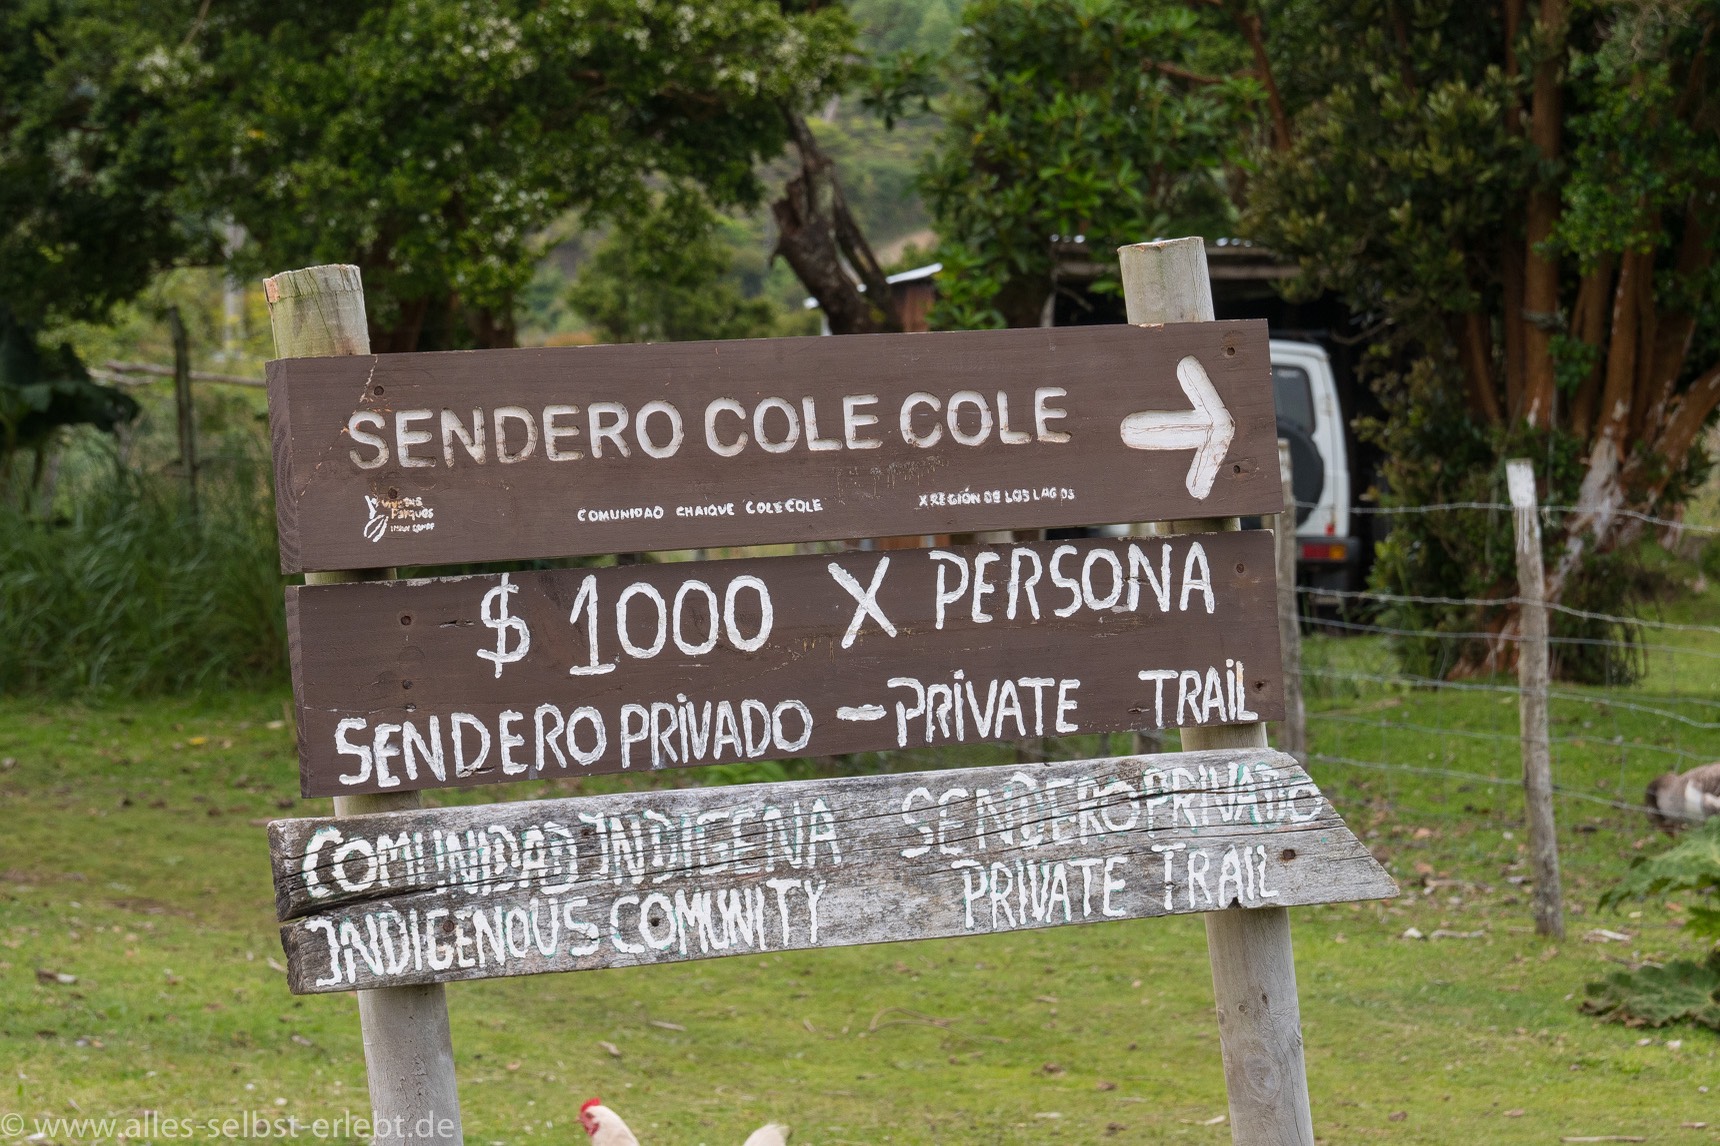 SENDERO COLE COLE
Parques
COMUNIDAD CHAIQUE COLE COLE
X REGIÓN DE LOS LAGOS
$ 1000 X PERSONA
SENDERO PRIVADO – PRIVATE TRAIL
COMUNIDAD INDIGENA SENDERO PRIVADO
INDIGENOUS COMUNITY PRIVATE TRAIL
© www.alles-selbst-erlebt.de